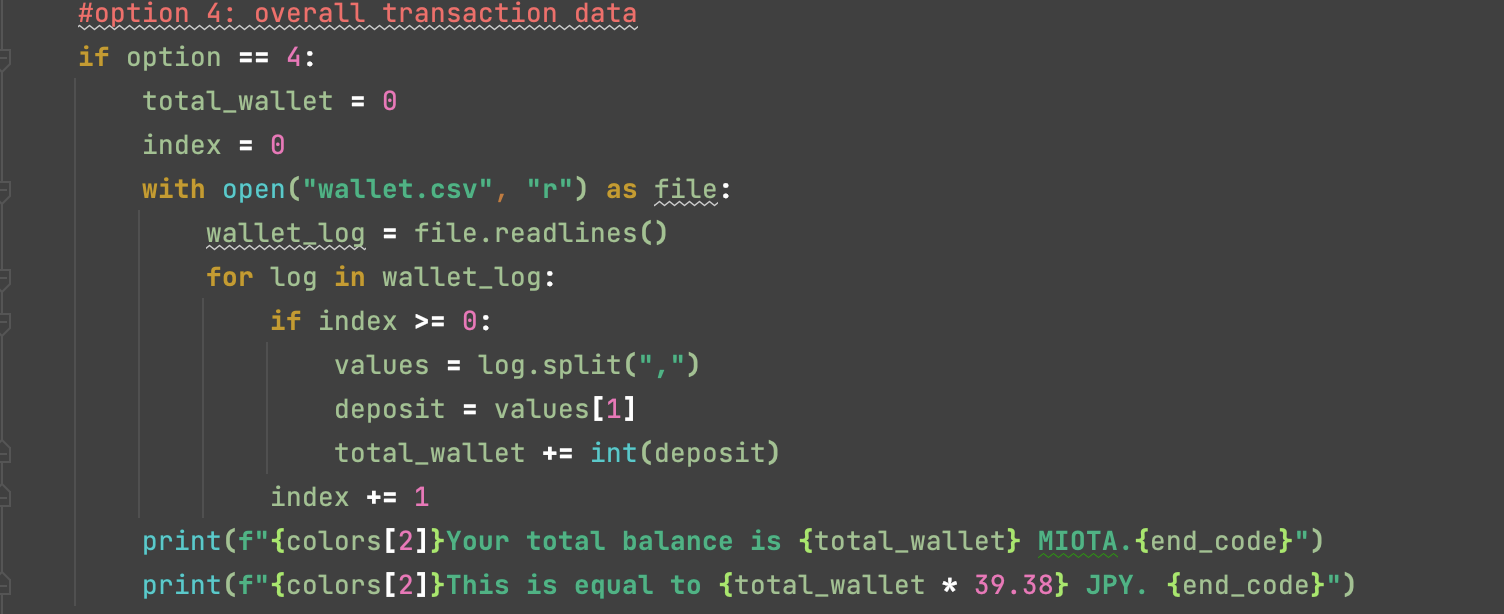 #option 4: overall transaction data
if option == 4:
    total_wallet = 0
    index = 0
    with open("wallet.csv", "r") as file:
        wallet_log = file.readlines()
        for log in wallet_log:
            if index >= 0:
                values = log.split(",")
                deposit = values[1]
                total_wallet += int(deposit)
            index += 1
    print(f"{colors[2]}Your total balance is {total_wallet} MIOTA.{end_code}")
    print(f"{colors[2]}This is equal to {total_wallet * 39.38} JPY. {end_code}")